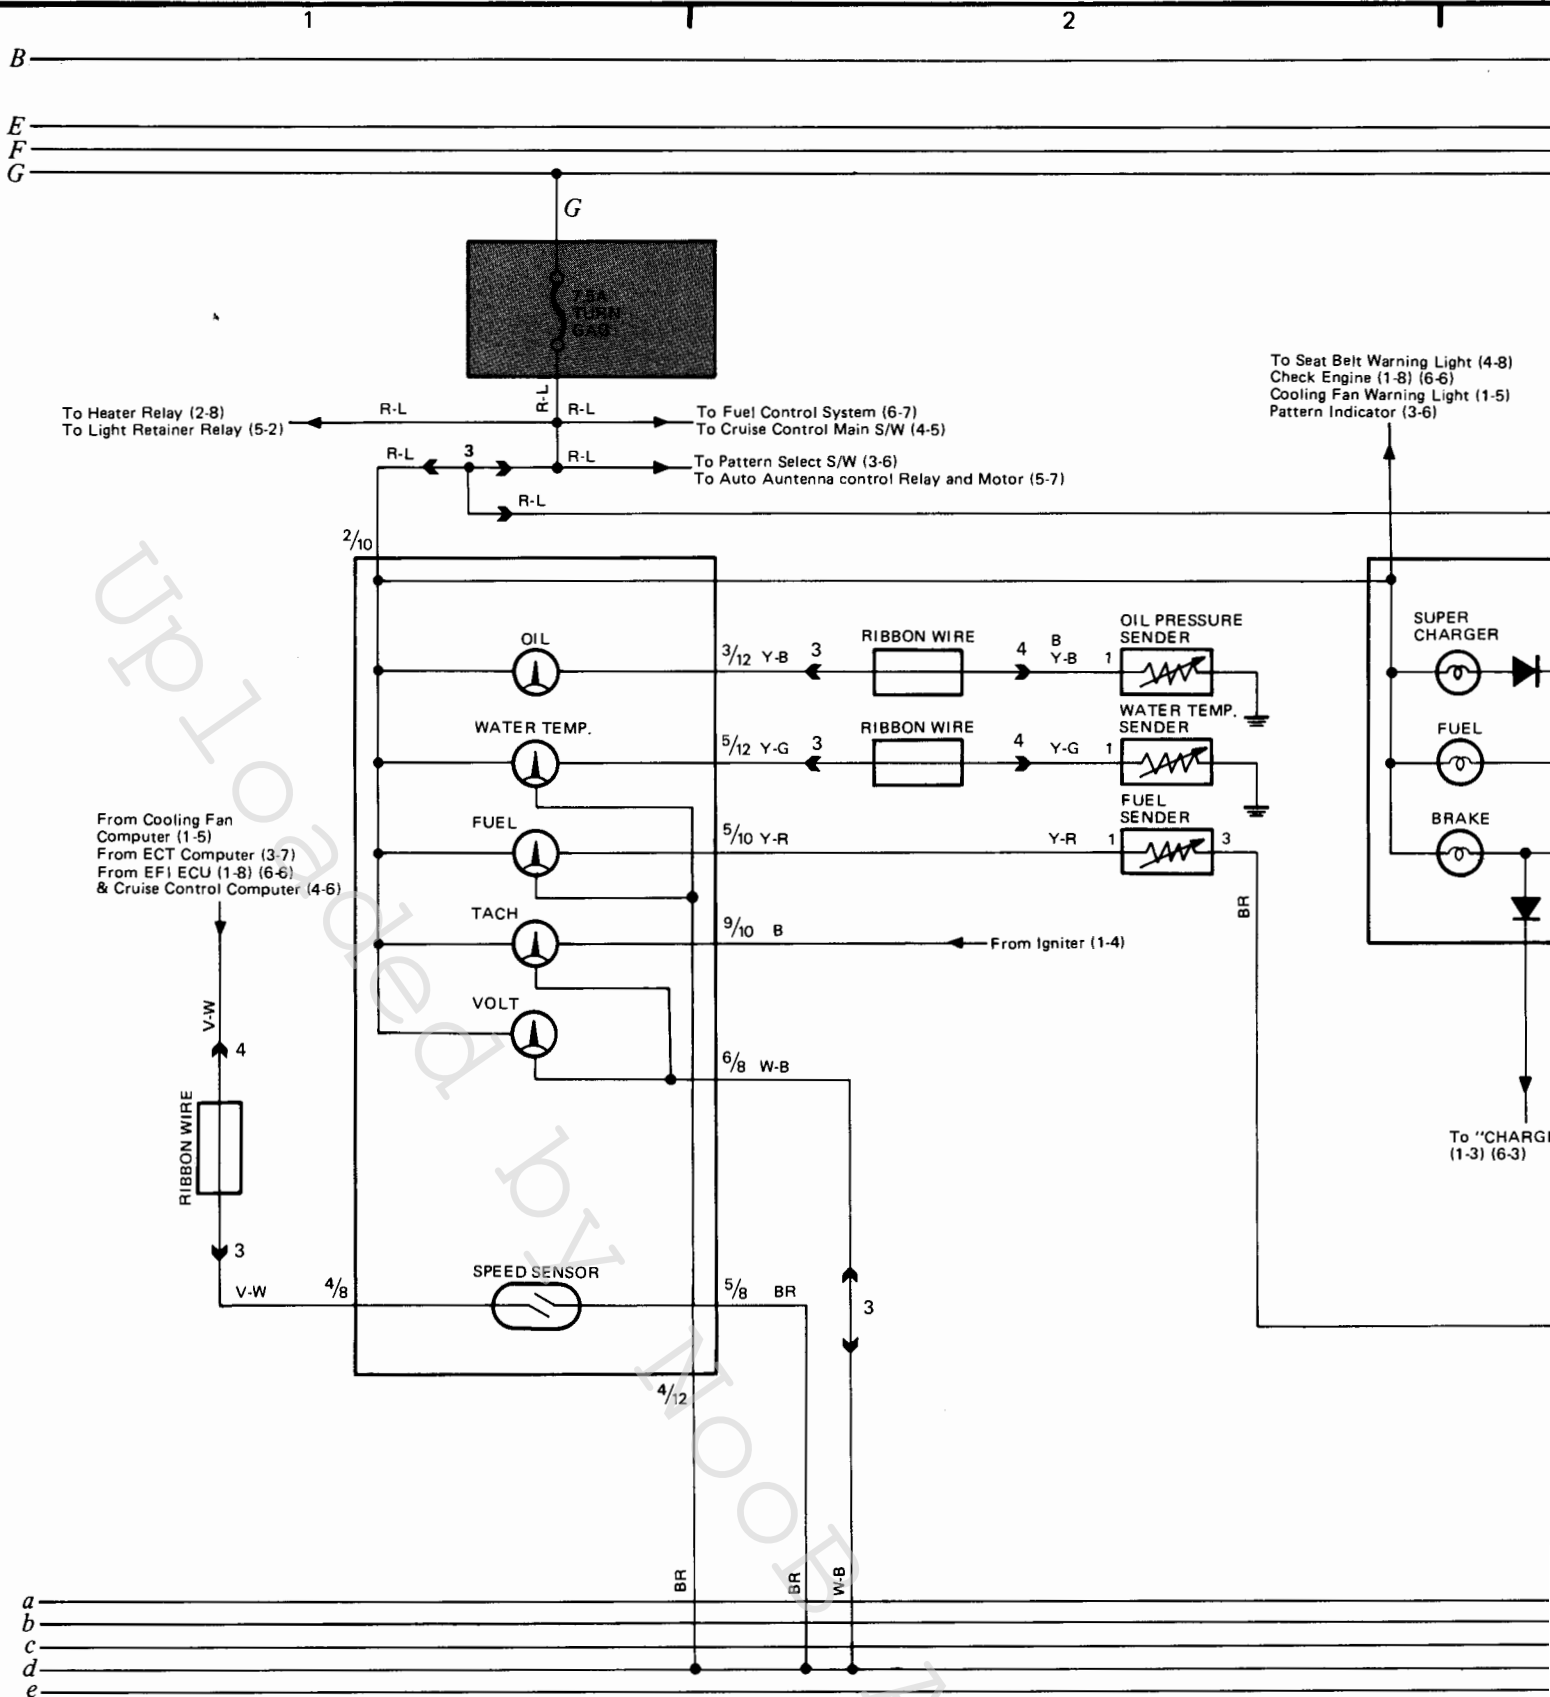 1
2
B
E
F
G
G
7.5A
TURN
GAG
R-L
To Heater Relay (2-8)
To Light Retainer Relay (5-2)
R-L
R-L
To Fuel Control System (6-7)
To Cruise Control Main S/W (4-5)
R-L
3
R-L
To Pattern Select S/W (3-6)
To Auto Auntenna control Relay and Motor (5-7)
R-L
To Seat Belt Warning Light (4-8)
Check Engine (1-8) (6-6)
Cooling Fan Warning Light (1-5)
Pattern Indicator (3-6)
2/10
OIL
3/12 Y-B
3
RIBBON WIRE
4
B
Y-B
1
OIL PRESSURE
SENDER
SUPER
CHARGER
WATER TEMP.
5/12 Y-G
3
RIBBON WIRE
4
Y-G
1
WATER TEMP.
SENDER
FUEL
FUEL
5/10 Y-R
Y-R
1
FUEL
SENDER
3
BRAKE
From Cooling Fan
Computer (1-5)
From ECT Computer (3-7)
From EFI ECU (1-8) (6-6)
& Cruise Control Computer (4-6)
TACH
9/10 B
From Igniter (1-4)
BR
VOLT
6/8 W-B
V-W
4
RIBBON WIRE
3
V-W
4/8
SPEED SENSOR
5/8 BR
3
To "CHARGE
(1-3) (6-3)
4/12
BR
BR
W-B
a
b
c
d
e
Uploaded by NooB